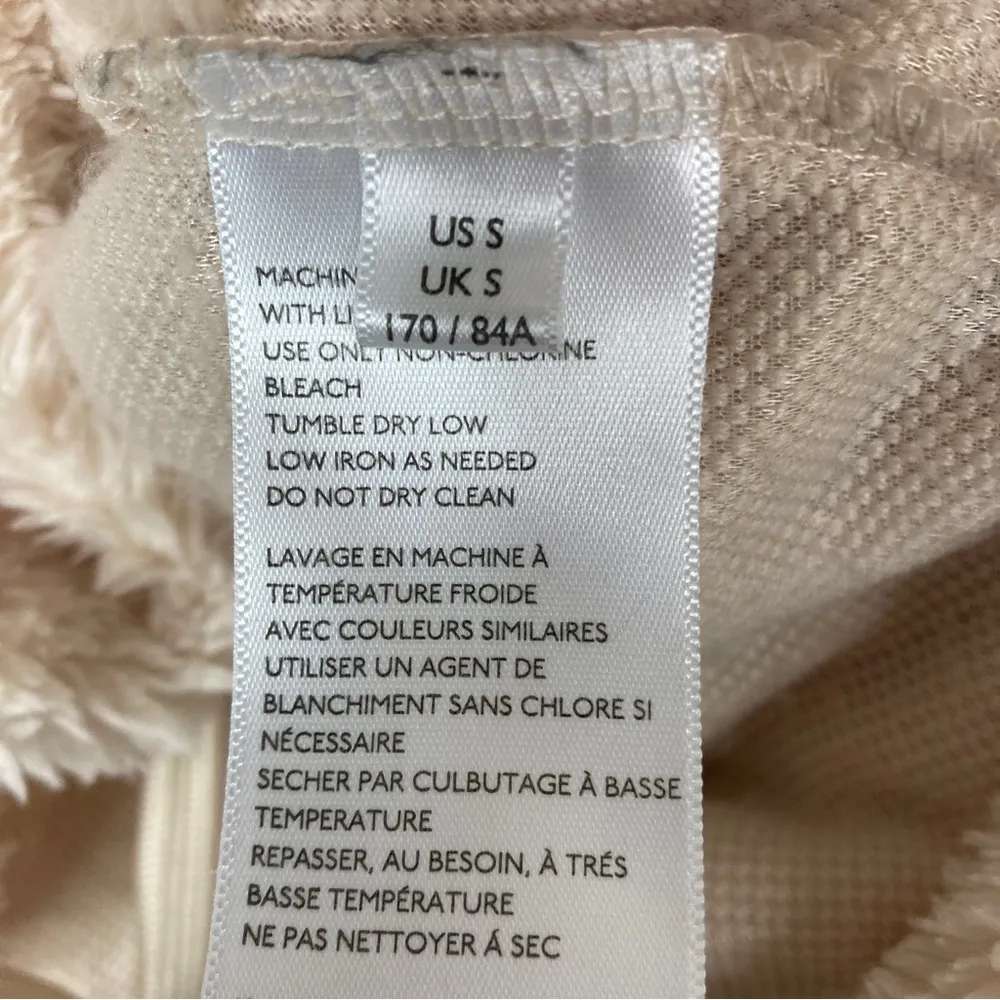 US S
UK S
170 / 84A
MACHIN
WITH LI
USE ONLY NON-CHLORINE
BLEACH
TUMBLE DRY LOW
LOW IRON AS NEEDED
DO NOT DRY CLEAN
LAVAGE EN MACHINE À
TEMPÉRATURE FROIDE
AVEC COULEURS SIMILAIRES
UTILISER UN AGENT DE
BLANCHIMENT SANS CHLORE SI
NÉCESSAIRE
SECHER PAR CULBUTAGE À BASSE
TEMPERATURE
REPASSER, AU BESOIN, À TRÉS
BASSE TEMPÉRATURE
NE PAS NETTOYER Á SEC